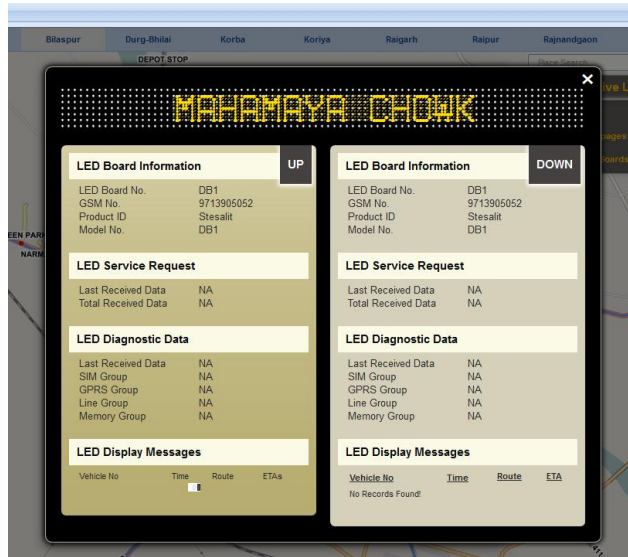 Bilaspur Durg-Bhilai Korba Koriya Raigarh Raipur Rajnandgaon
DEPOT STOP
Place Search
MAHAMAYA CHOWK
LED Board Information UP
LED Board No. DB1
GSM No. 9713905052
Product ID Stesalit
Model No. DB1
LED Service Request
Last Received Data NA
Total Received Data NA
LED Diagnostic Data
Last Received Data NA
SIM Group NA
GPRS Group NA
Line Group NA
Memory Group NA
LED Display Messages
Vehicle No Time Route ETAs
LED Board Information DOWN
LED Board No. DB1
GSM No. 9713905052
Product ID Stesalit
Model No. DB1
LED Service Request
Last Received Data NA
Total Received Data NA
LED Diagnostic Data
Last Received Data NA
SIM Group NA
GPRS Group NA
Line Group NA
Memory Group NA
LED Display Messages
Vehicle No Time Route ETA
No Records Found!